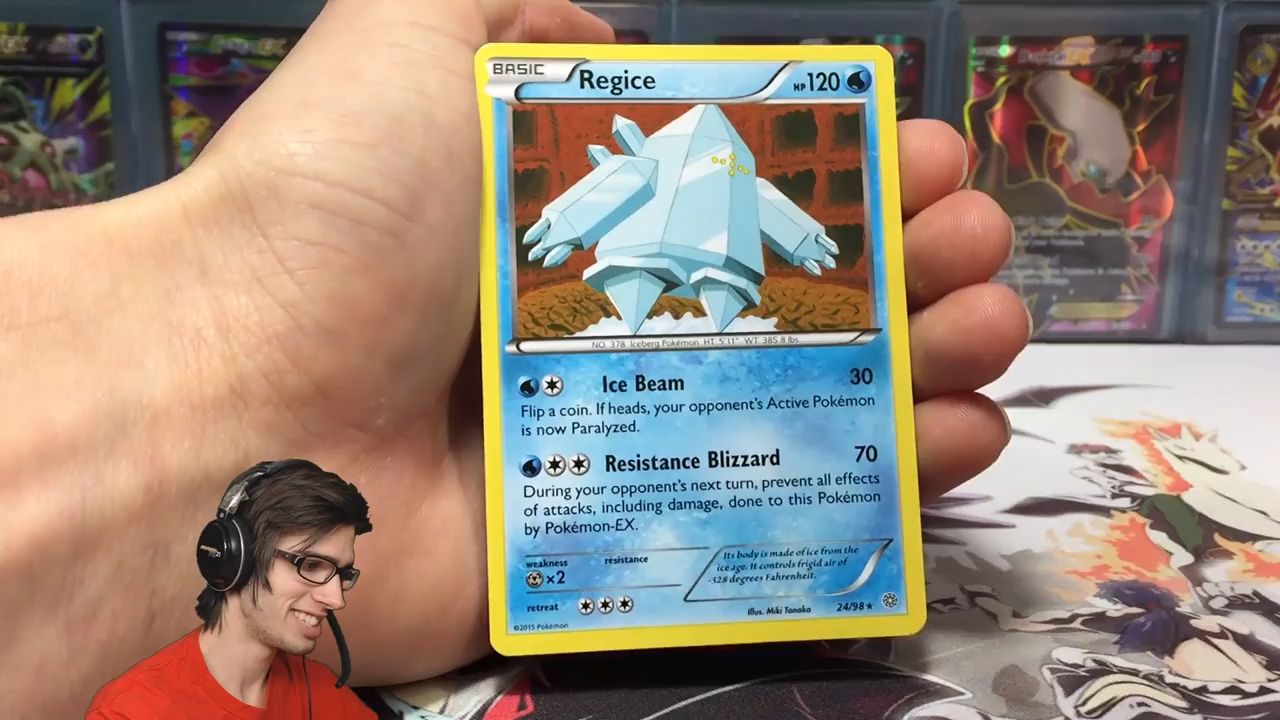 BASIC
Regice
HP 120
NO. 378 Iceberg Pokémon HT. 5'11" WT. 385.8 lbs.
Ice Beam 30
Flip a coin. If heads, your opponent's Active Pokémon
is now Paralyzed.
Resistance Blizzard 70
During your opponent's next turn, prevent all effects
of attacks, including damage, done to this Pokémon
by Pokémon-EX.
weakness resistance
×2
Its body is made of ice from the
ice age. It controls frigid air of
-328 degrees Fahrenheit.
retreat
Illus. Miki Tanaka 24/98★
©2015 Pokémon